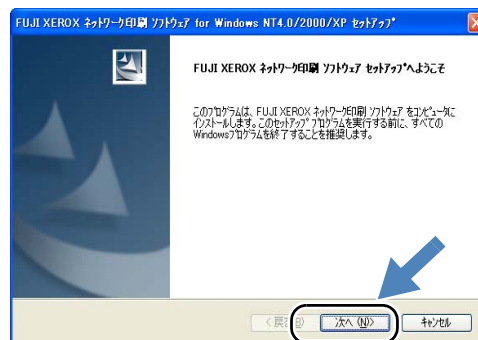 FUJI XEROX ﾈｯﾄﾜｰｸ印刷 ｿﾌﾄｳｪｱ for Windows NT4.0/2000/XP ｾｯﾄｱｯﾌﾟ
FUJI XEROX ﾈｯﾄﾜｰｸ印刷 ｿﾌﾄｳｪｱ ｾｯﾄｱｯﾌﾟへようこそ
このﾌﾟﾛｸﾞﾗﾑは、FUJI XEROX ﾈｯﾄﾜｰｸ印刷 ｿﾌﾄｳｪｱ をｺﾝﾋﾟｭｰﾀに
ｲﾝｽﾄｰﾙします。このｾｯﾄｱｯﾌﾟ ﾌﾟﾛｸﾞﾗﾑを実行する前に、すべての
Windowsﾌﾟﾛｸﾞﾗﾑを終了することを推奨します。
< 戻 B) 次へ (N)> ｷｬﾝｾﾙ